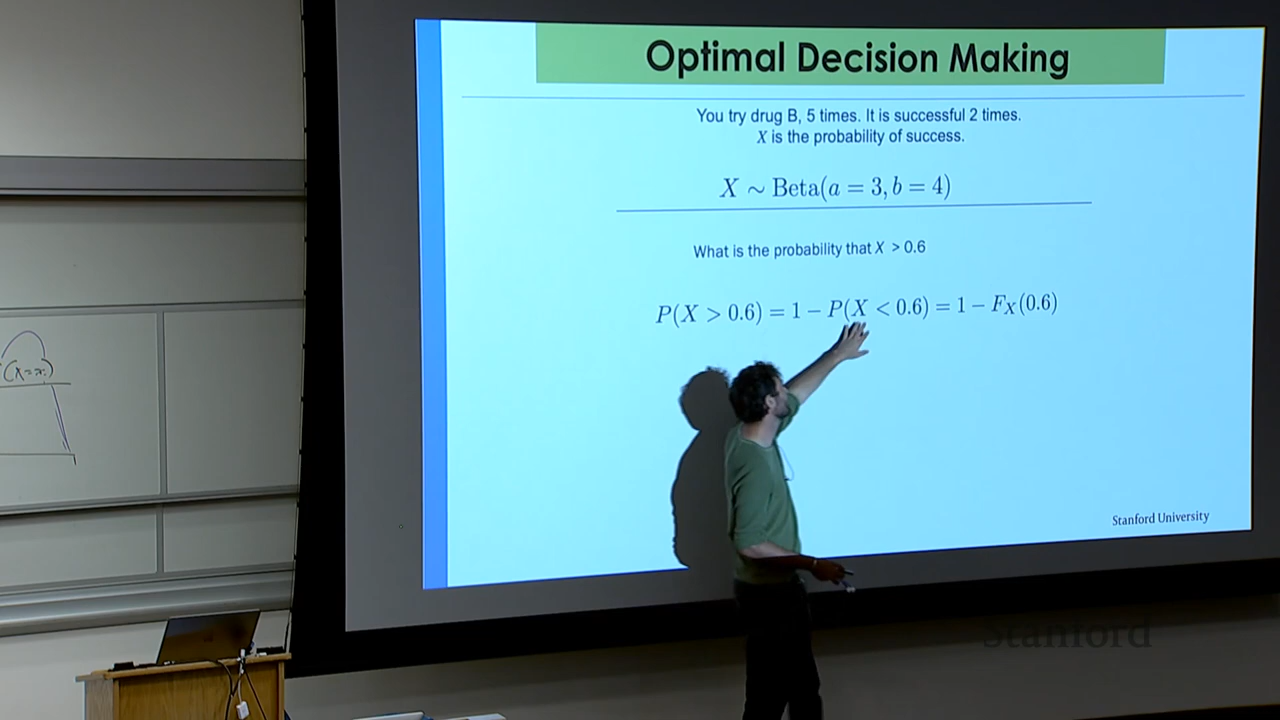 Optimal Decision Making
You try drug B, 5 times. It is successful 2 times.
X is the probability of success.
X ∼ Beta(a = 3, b = 4)
What is the probability that X > 0.6
P(X > 0.6) = 1 − P(X < 0.6) = 1 − F_X(0.6)
(X=x)
Stanford University
Stanford